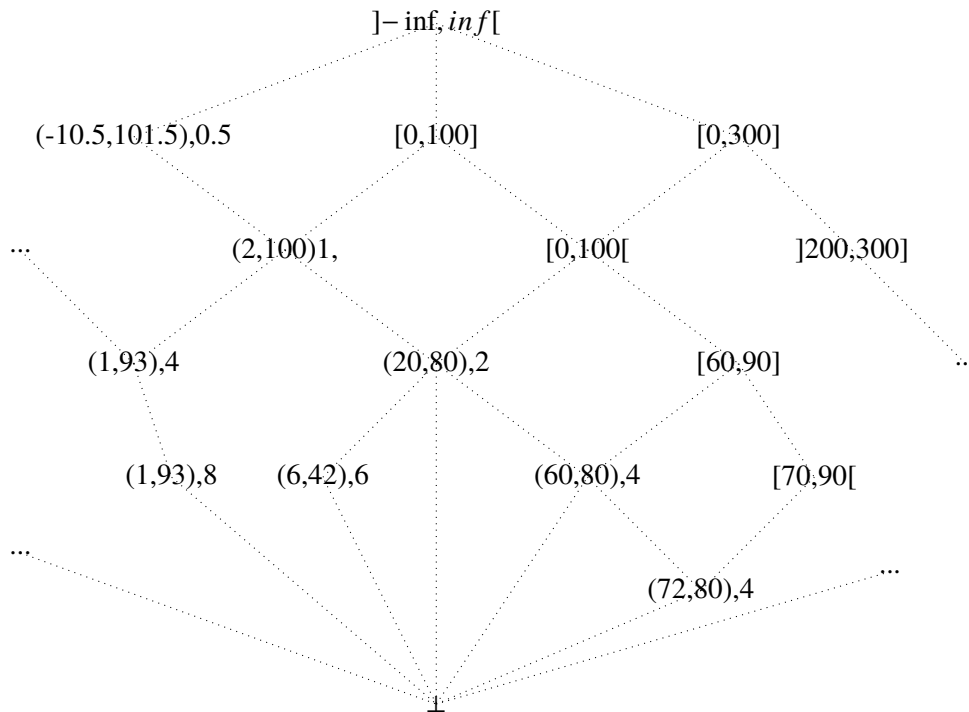 ]− inf, inf[
(-10.5,101.5),0.5 [0,100] [0,300]
... (2,100)1, [0,100[ ]200,300]
(1,93),4 (20,80),2 [60,90] ..
(1,93),8 (6,42),6 (60,80),4 [70,90[
...
...
(72,80),4
⊥